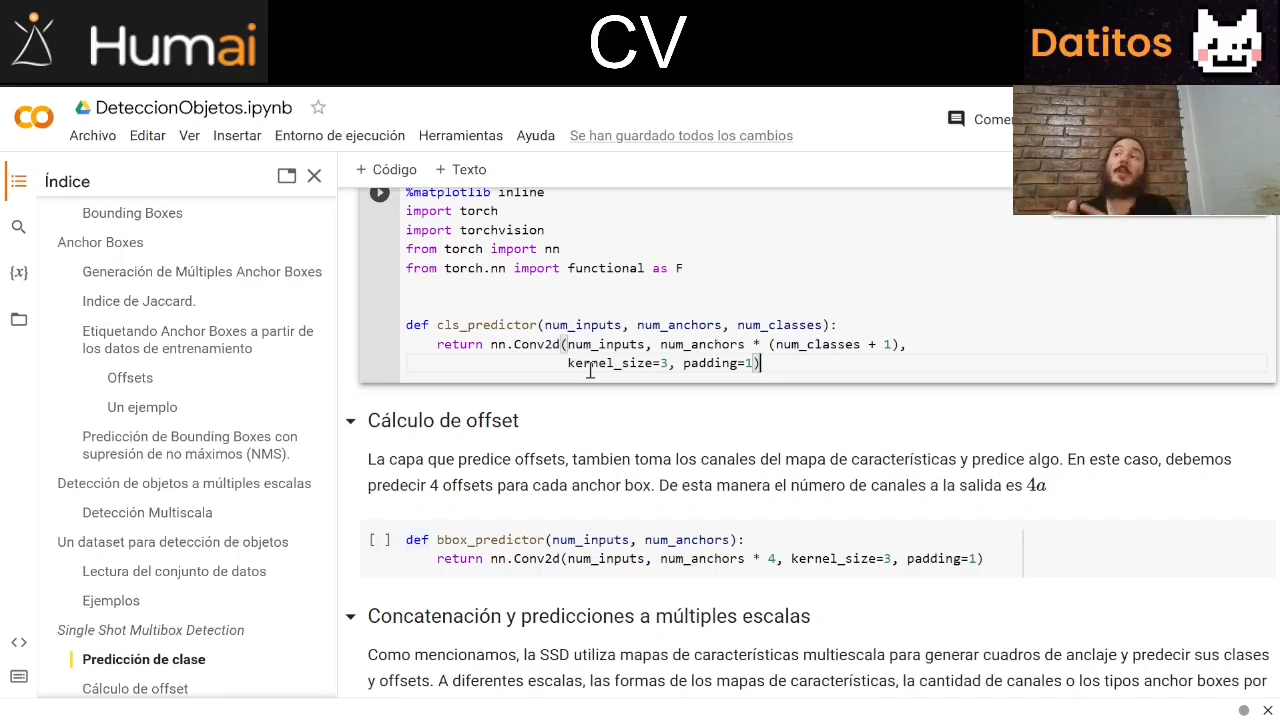 Humai
CV
Datitos
DeteccionObjetos.ipynb
Archivo Editar Ver Insertar Entorno de ejecución Herramientas Ayuda Se han guardado todos los cambios
Índice
Bounding Boxes
Anchor Boxes
Generación de Múltiples Anchor Boxes
Indice de Jaccard.
Etiquetando Anchor Boxes a partir de
los datos de entrenamiento
Offsets
Un ejemplo
Predicción de Bounding Boxes con
supresión de no máximos (NMS).
Detección de objetos a múltiples escalas
Detección Multiscala
Un dataset para detección de objetos
Lectura del conjunto de datos
Ejemplos
Single Shot Multibox Detection
Predicción de clase
Cálculo de offset
+ Código + Texto
%matplotlib inline
import torch
import torchvision
from torch import nn
from torch.nn import functional as F
def cls_predictor(num_inputs, num_anchors, num_classes):
return nn.Conv2d(num_inputs, num_anchors * (num_classes + 1),
kernel_size=3, padding=1)
Cálculo de offset
La capa que predice offsets, tambien toma los canales del mapa de características y predice algo. En este caso, debemos
predecir 4 offsets para cada anchor box. De esta manera el número de canales a la salida es 4a
[ ] def bbox_predictor(num_inputs, num_anchors):
return nn.Conv2d(num_inputs, num_anchors * 4, kernel_size=3, padding=1)
Concatenación y predicciones a múltiples escalas
Como mencionamos, la SSD utiliza mapas de características multiescala para generar cuadros de anclaje y predecir sus clases
y offsets. A diferentes escalas, las formas de los mapas de características, la cantidad de canales o los tipos anchor boxes por